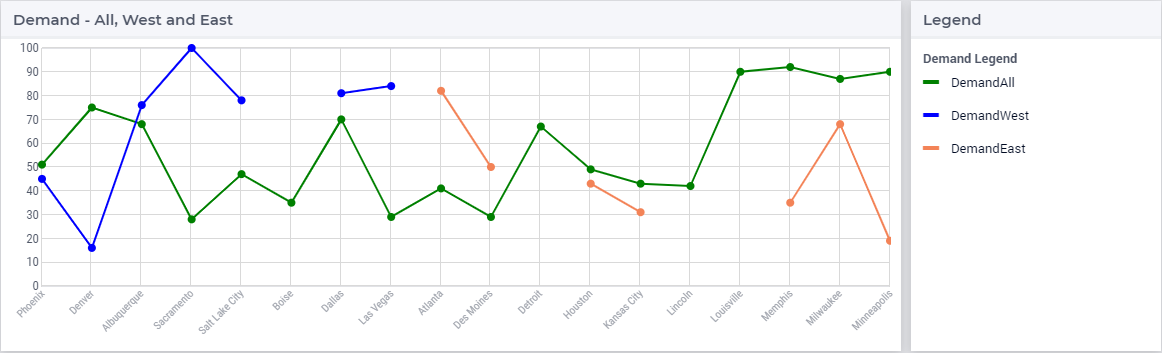 Demand - All, West and East
100
90
80
70
60
50
40
30
20
10
0
Phoenix
Denver
Albuquerque
Sacramento
Salt Lake City
Boise
Dallas
Las Vegas
Atlanta
Des Moines
Detroit
Houston
Kansas City
Lincoln
Louisville
Memphis
Milwaukee
Minneapolis
Legend
Demand Legend
DemandAll
DemandWest
DemandEast